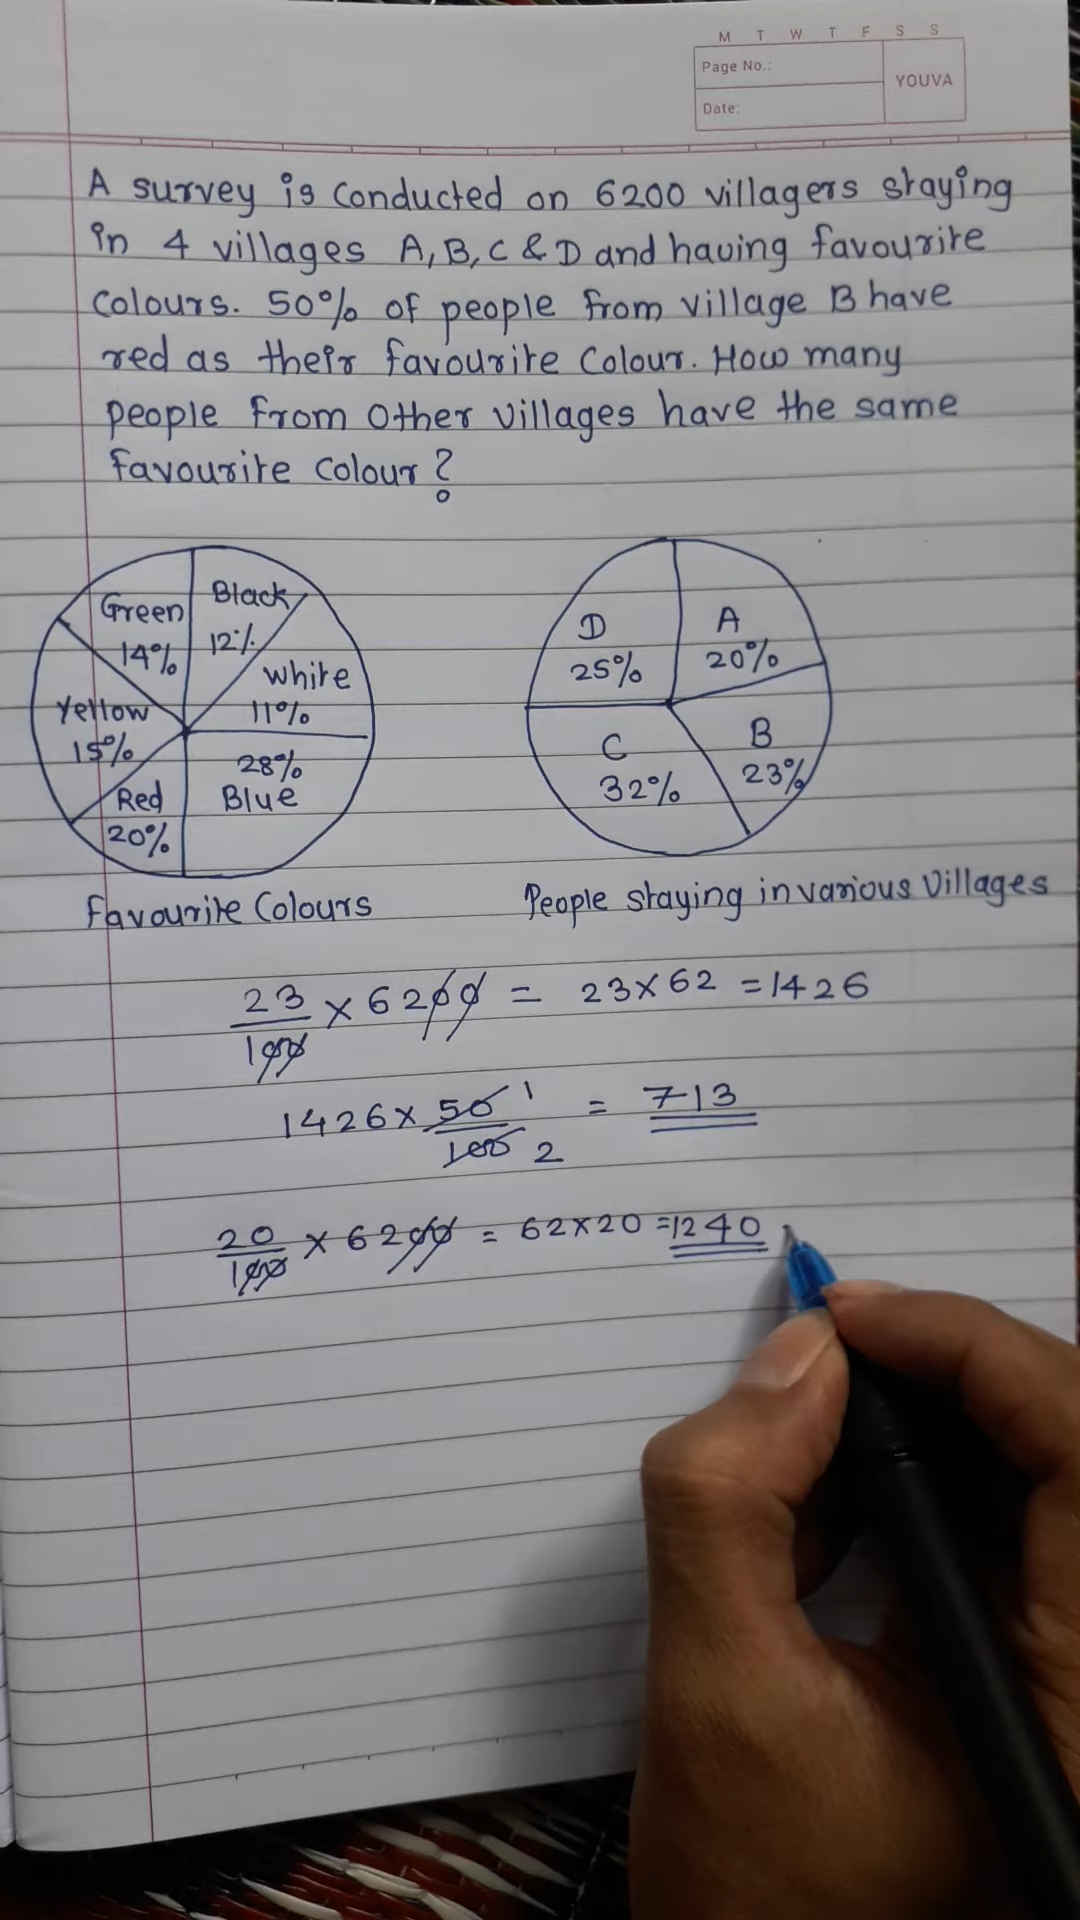 M T W T F S S
Page No.:
YOUVA
Date:
A survey is conducted on 6200 villagers staying
in 4 villages A, B, C & D and having favourite
colours. 50% of people from village B have
red as their favourite colour. How many
people from other villages have the same
favourite colour?
Green
14%
Black
12%
White
11%
Yellow
15%
28%
Blue
Red
20%
D
25%
A
20%
C
32%
B
23%
Favourite Colours
People staying in various villages
23/100 × 6200 = 23×62 = 1426
1426 × 50/100 1 2 = 713
20/100 × 6200 = 62×20 = 1240